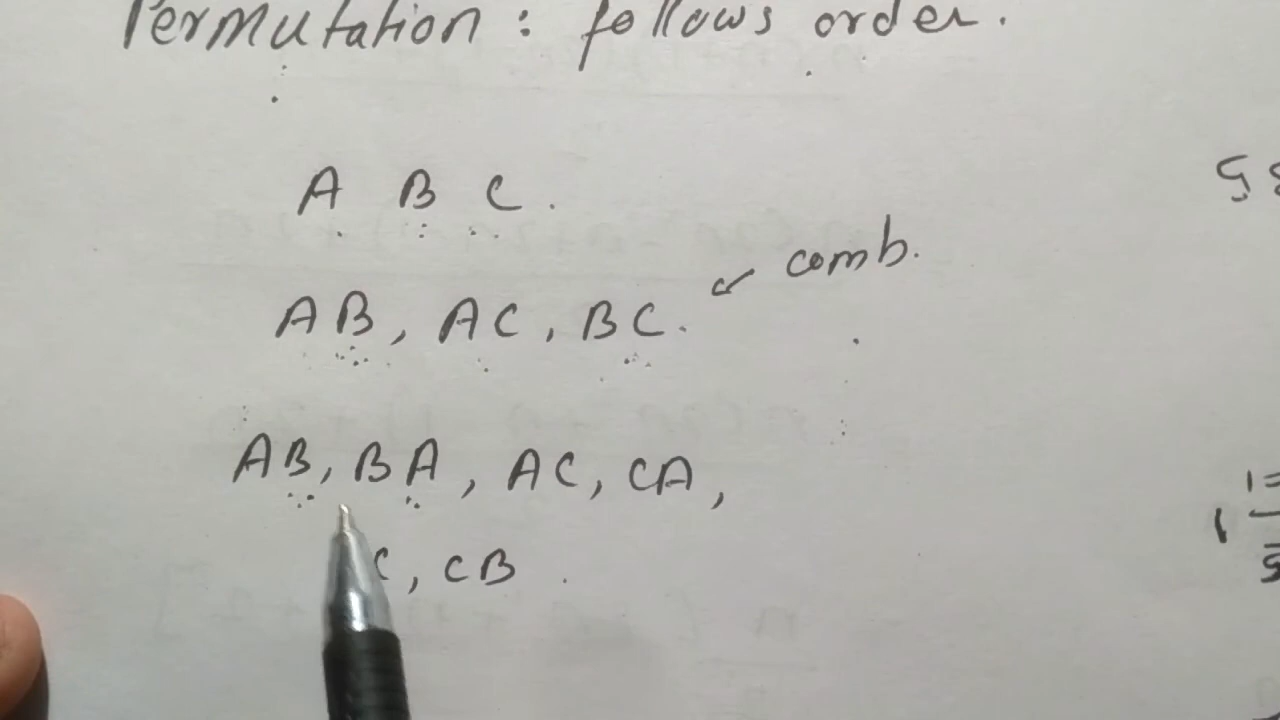 Permutation : follows order.
A B C.
comb.
AB, AC, BC.
AB, BA, AC, CA,
C, CB